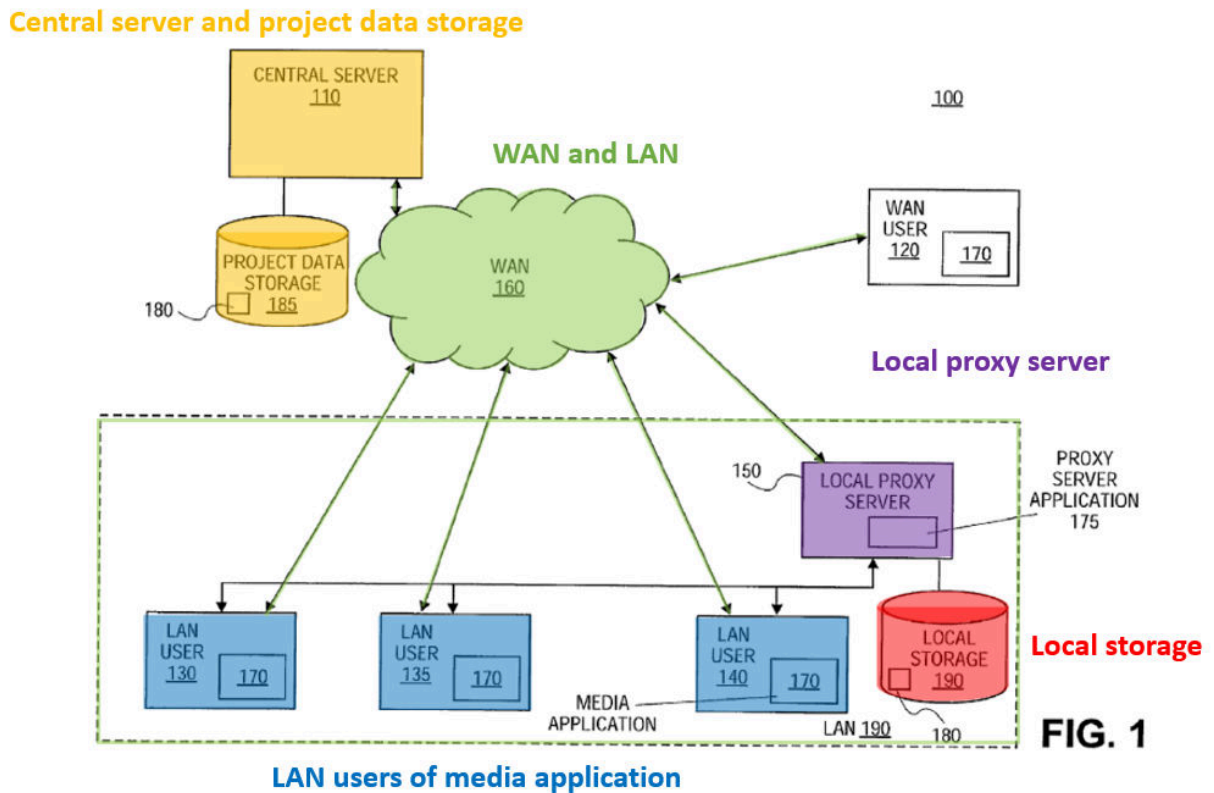 Central server and project data storage
CENTRAL SERVER
110
100
WAN and LAN
WAN
USER
120
170
WAN
160
PROJECT DATA
STORAGE
185
180
Local proxy server
150
LOCAL PROXY
SERVER
PROXY
SERVER
APPLICATION
175
LAN
USER
130
170
LAN
USER
135
170
LAN
USER
140
170
LOCAL
STORAGE
190
Local storage
MEDIA
APPLICATION
LAN 190
180
FIG. 1
LAN users of media application